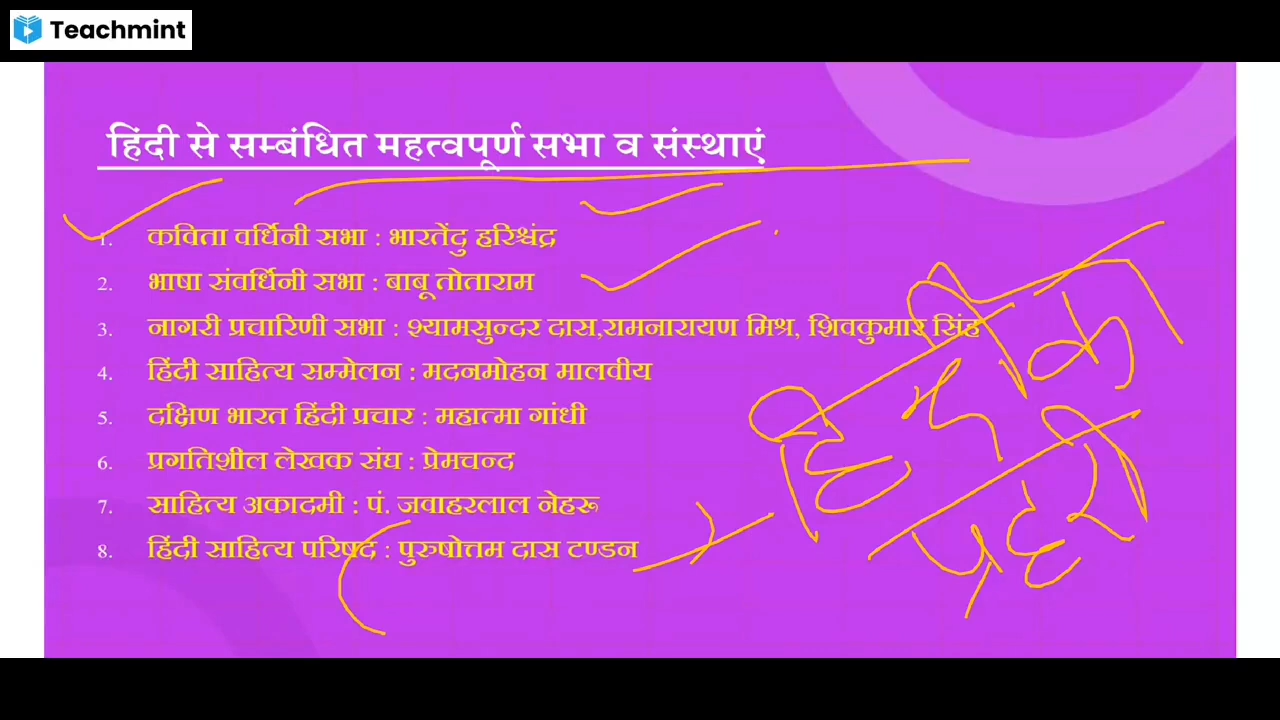 Teachmint
हिंदी से सम्बंधित महत्वपूर्ण सभा व संस्थाएं
1. कविता वर्धिनी सभा : भारतेंदु हरिश्चंद्र
2. भाषा संवर्धिनी सभा : बाबू तोताराम
3. नागरी प्रचारिणी सभा : श्यामसुन्दर दास,रामनारायण मिश्र, शिवकुमार सिंह
4. हिंदी साहित्य सम्मेलन : मदनमोहन मालवीय
5. दक्षिण भारत हिंदी प्रचार : महात्मा गांधी
6. प्रगतिशील लेखक संघ : प्रेमचन्द
7. साहित्य अकादमी : पं. जवाहरलाल नेहरू
8. हिंदी साहित्य परिषद : पुरुषोत्तम दास टण्डन
हिन्दी का
प्रहरी